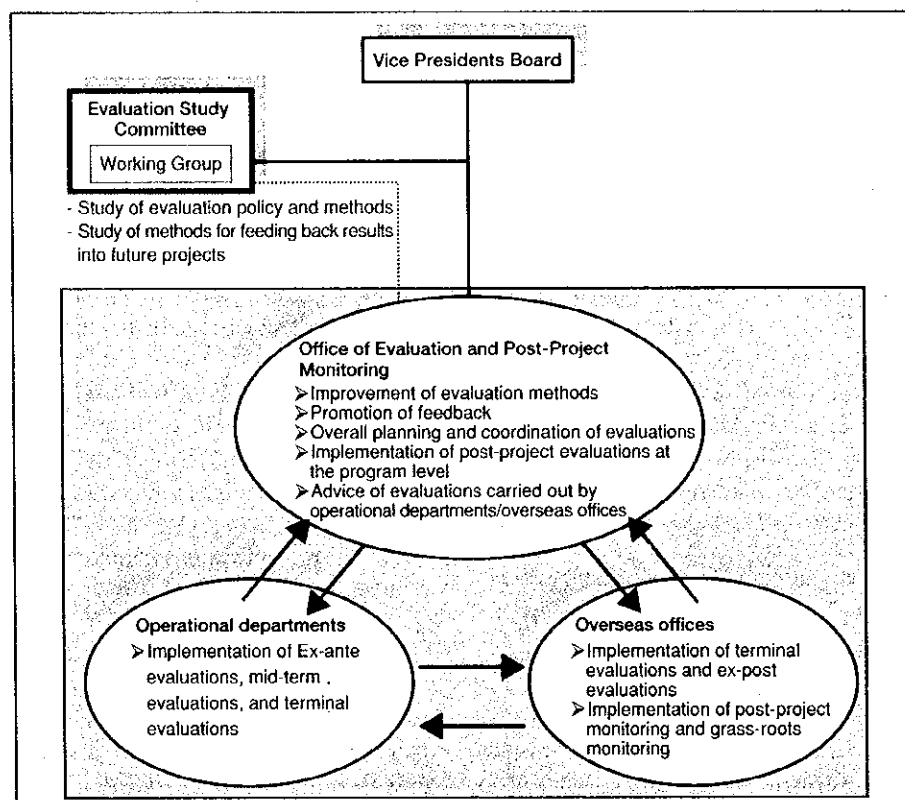 Vice Presidents Board
Evaluation Study
Committee
Working Group
- Study of evaluation policy and methods
- Study of methods for feeding back results
into future projects
Office of Evaluation and Post-Project
Monitoring
➢Improvement of evaluation methods
➢Promotion of feedback
➢Overall planning and coordination of evaluations
➢Implementation of post-project evaluations at
the program level
➢Advice of evaluations carried out by
operational departments/overseas offices
Operational departments
➢Implementation of Ex-ante
evaluations, mid-term .
evaluations, and terminal
evaluations
Overseas offices
➢Implementation of terminal
evaluations and ex-post
evaluations
➢Implementation of post-project
monitoring and grass-roots
monitoring